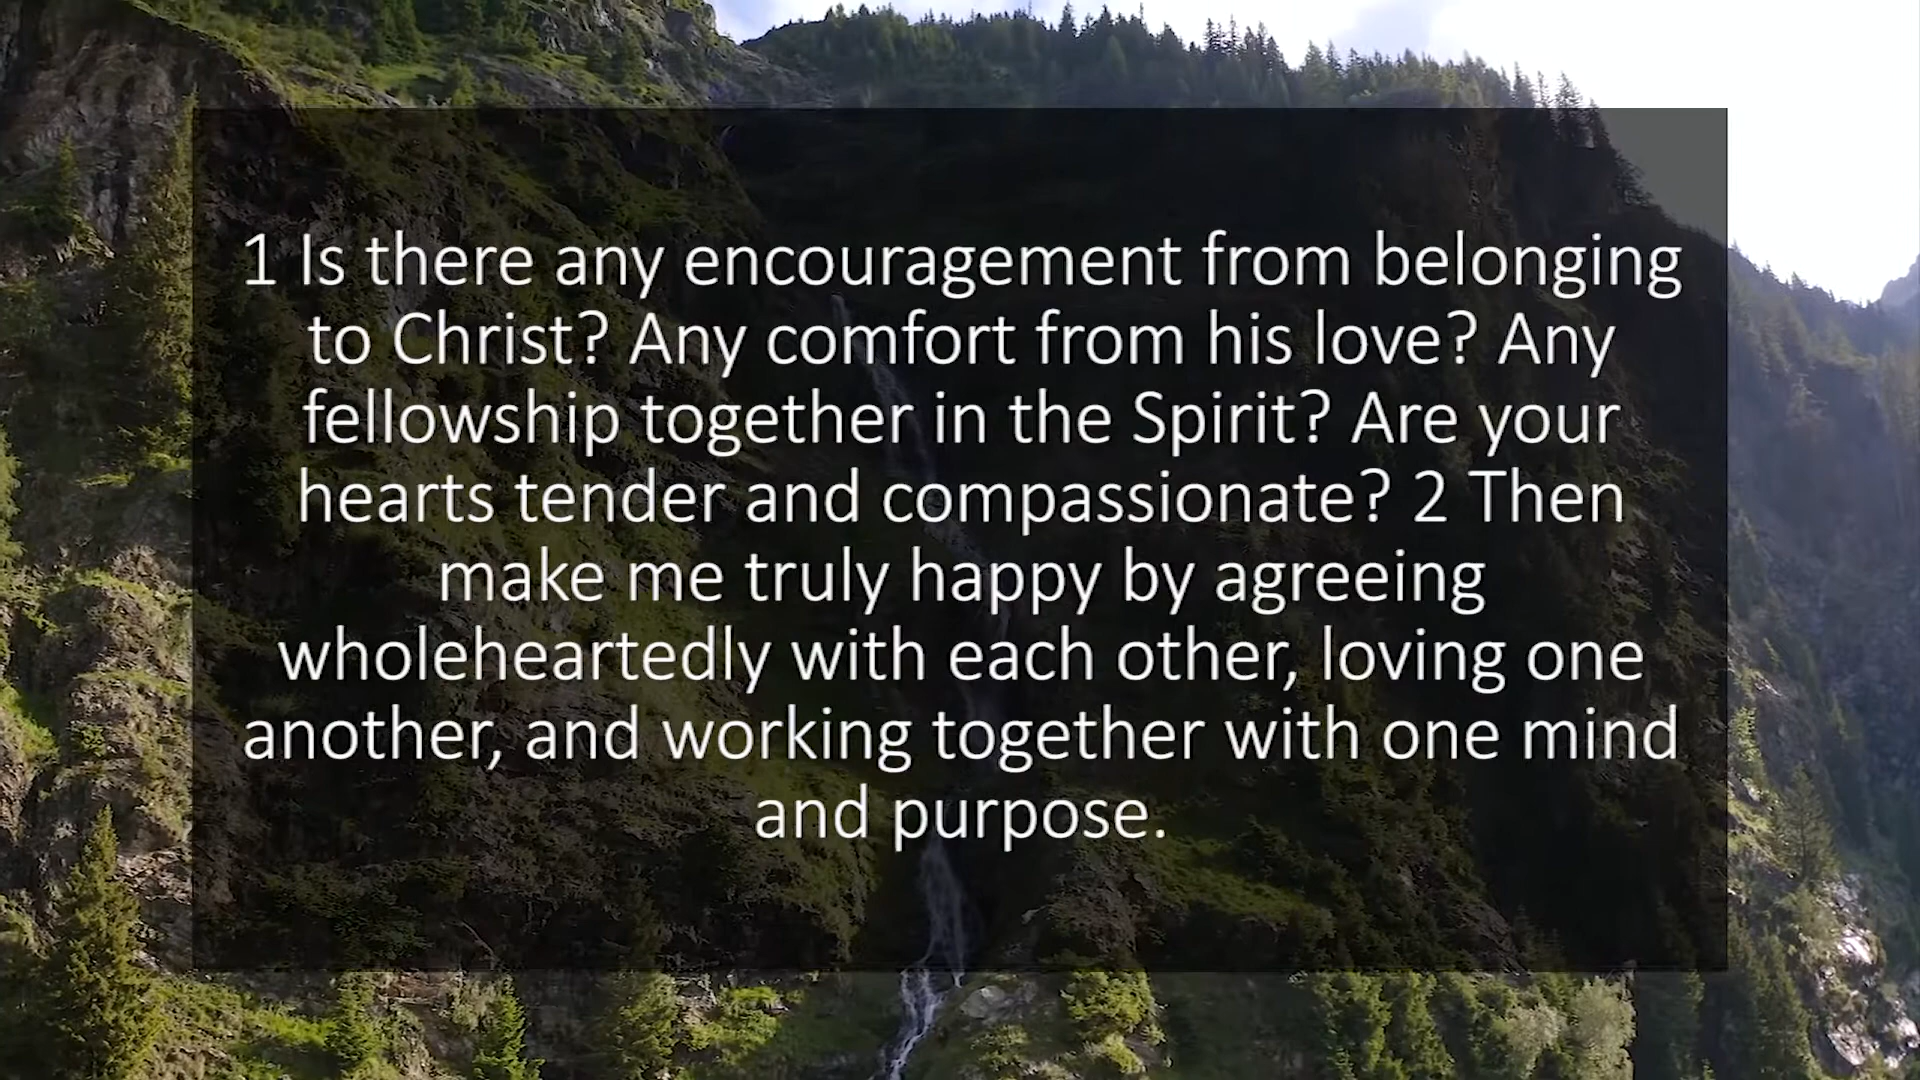 1 Is there any encouragement from belonging
to Christ? Any comfort from his love? Any
fellowship together in the Spirit? Are your
hearts tender and compassionate? 2 Then
make me truly happy by agreeing
wholeheartedly with each other, loving one
another, and working together with one mind
and purpose.